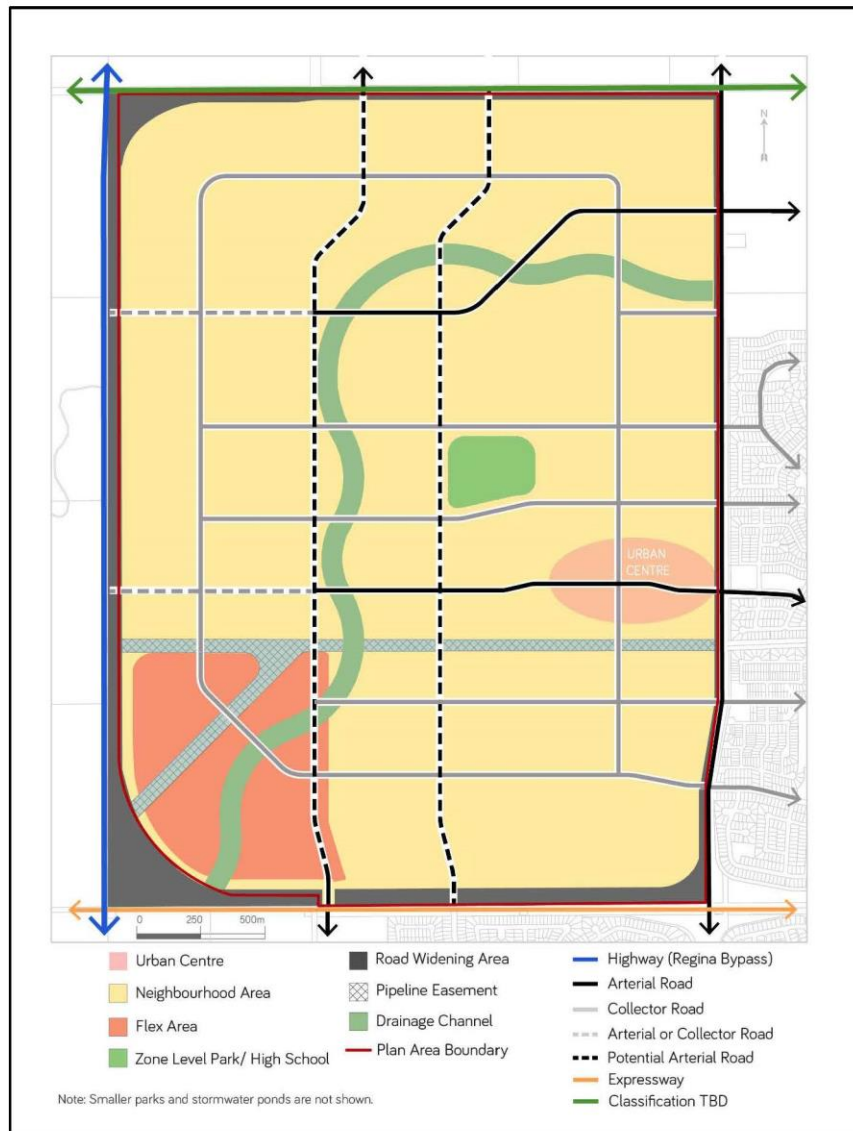 N
URBAN
CENTRE
0 250 500m
Urban Centre
Neighbourhood Area
Flex Area
Zone Level Park/ High School
Road Widening Area
Pipeline Easement
Drainage Channel
Plan Area Boundary
Highway (Regina Bypass)
Arterial Road
Collector Road
Arterial or Collector Road
Potential Arterial Road
Expressway
Classification TBD
Note: Smaller parks and stormwater ponds are not shown.